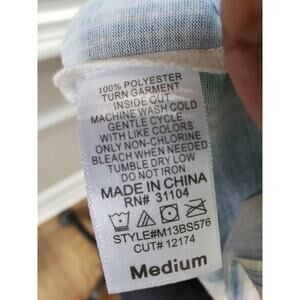 100% POLYESTER
TURN GARMENT
INSIDE CUT
MACHINE WASH COLD
GENTLE CYCLE
WITH LIKE COLORS
ONLY NON-CHLORINE
BLEACH WHEN NEEDED
TUMBLE DRY LOW
DO NOT IRON
MADE IN CHINA
RN# 31104
STYLE#M13BS576
CUT# 12174
Medium